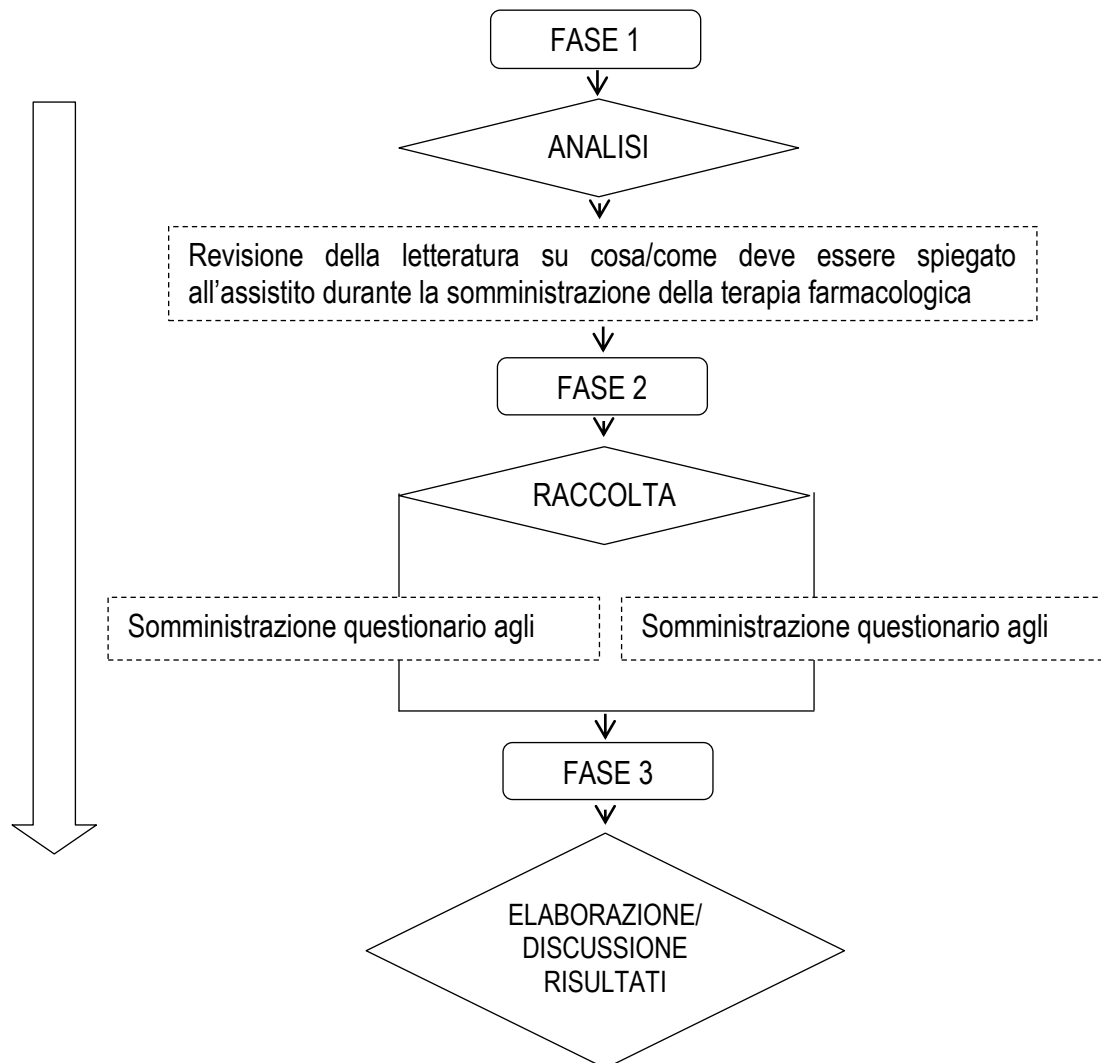 FASE 1
ANALISI
Revisione della letteratura su cosa/come deve essere spiegato
all'assistito durante la somministrazione della terapia farmacologica
FASE 2
RACCOLTA
Somministrazione questionario agli
Somministrazione questionario agli
FASE 3
ELABORAZIONE/
DISCUSSIONE
RISULTATI